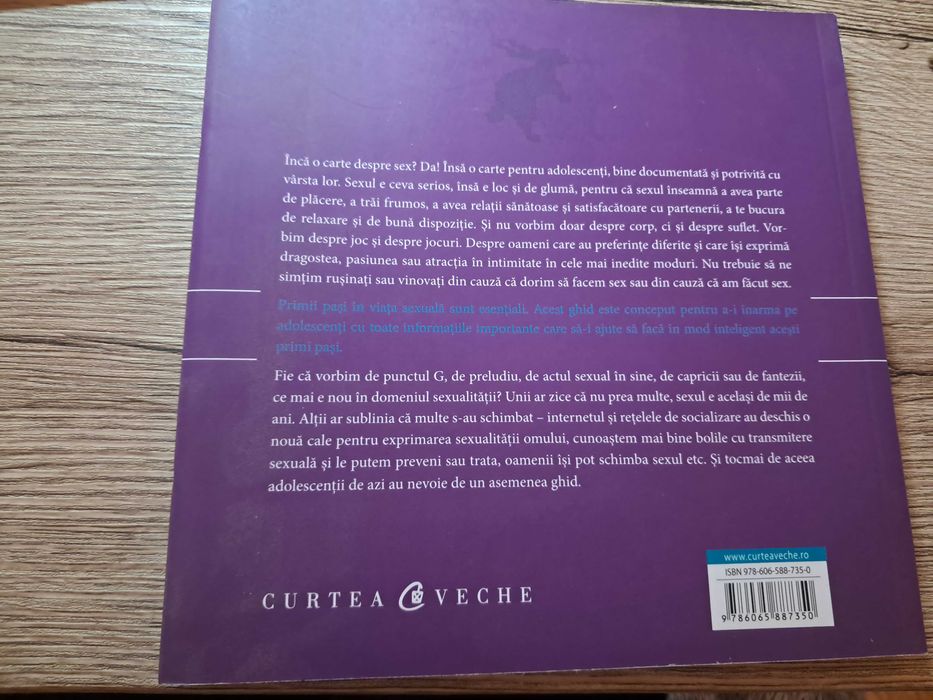 Încă o carte despre sex? Da! Însă o carte pentru adolescenți, bine documentată și potrivită cu
vârsta lor. Sexul e ceva serios, însă e loc și de glumă, pentru că sexul înseamnă a avea parte
de plăcere, a trăi frumos, a avea relații sănătoase și satisfăcătoare cu partenerii, a te bucura
de relaxare și de bună dispoziție. Și nu vorbim doar despre corp, ci și despre suflet. Vor-
bim despre joc și despre jocuri. Despre oameni care au preferințe diferite și care își exprimă
dragostea, pasiunea sau atracția în intimitate în cele mai inedite moduri. Nu trebuie să ne
simțim rușinați sau vinovați din cauză că dorim să facem sex sau din cauză că am făcut sex.
Primii pași în viața sexuală sunt esențiali. Acest ghid este conceput pentru a-i înarma pe
adolescenți cu toate informațiile importante care să-i ajute să facă în mod inteligent acești
primi pași.
Fie că vorbim de punctul G, de preludiu, de actul sexual în sine, de capricii sau de fantezii,
ce mai e nou în domeniul sexualității? Unii ar zice că nu prea multe, sexul e același de mii de
ani. Alții ar sublinia că multe s-au schimbat – internetul și rețelele de socializare au deschis o
nouă cale pentru exprimarea sexualității omului, cunoaștem mai bine bolile cu transmitere
sexuală și le putem preveni sau trata, oamenii își pot schimba sexul etc. Și tocmai de aceea
adolescenții de azi au nevoie de un asemenea ghid.
CURTEA VECHE
www.curteaveche.ro
ISBN 978-606-588-735-0
9 786065 887350